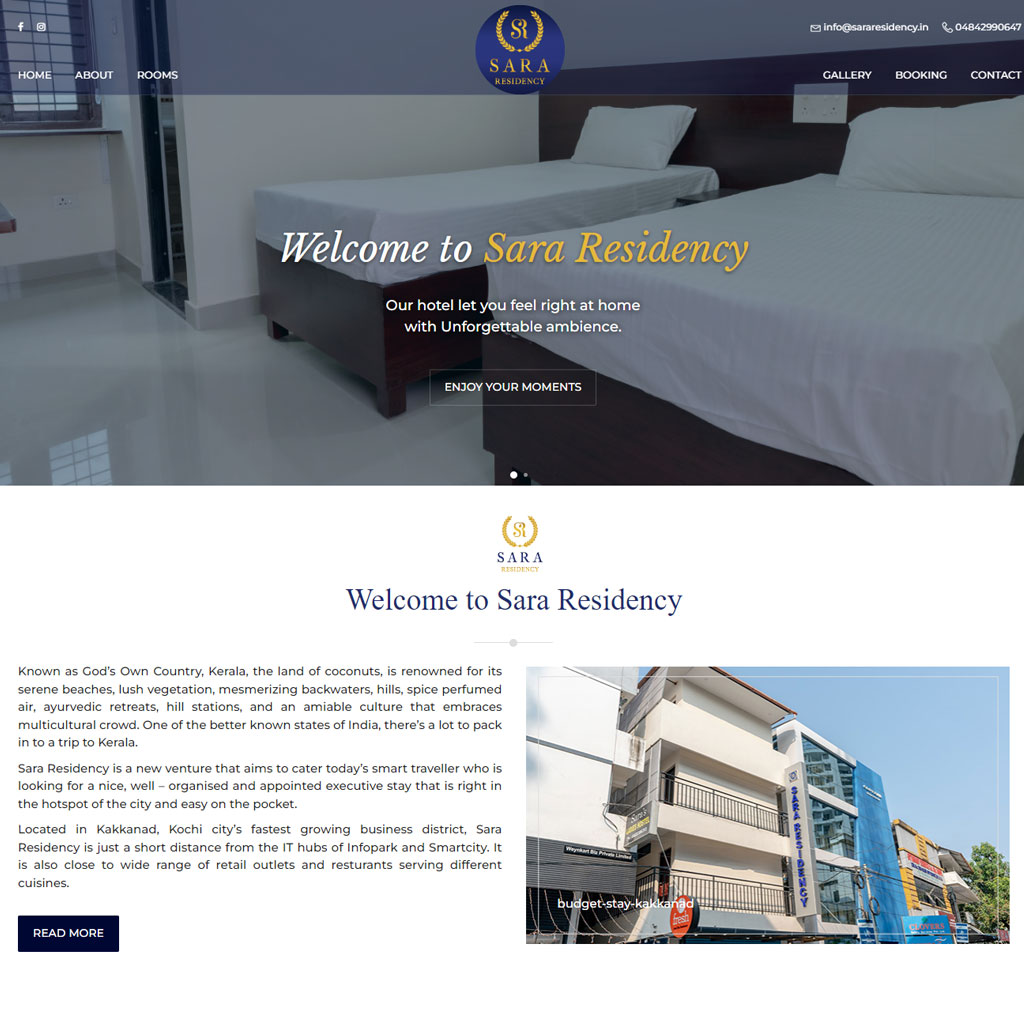 info@sararesidency.in 04842990647
SR
SARA
RESIDENCY
HOME ABOUT ROOMS
GALLERY BOOKING CONTACT
Welcome to Sara Residency
Our hotel let you feel right at home
with Unforgettable ambience.
ENJOY YOUR MOMENTS
SR
SARA
RESIDENCY
Welcome to Sara Residency
Known as God’s Own Country, Kerala, the land of coconuts, is renowned for its
serene beaches, lush vegetation, mesmerizing backwaters, hills, spice perfumed
air, ayurvedic retreats, hill stations, and an amiable culture that embraces
multicultural crowd. One of the better known states of India, there’s a lot to pack
in to a trip to Kerala.
Sara Residency is a new venture that aims to cater today’s smart traveller who is
looking for a nice, well – organised and appointed executive stay that is right in
the hotspot of the city and easy on the pocket.
Located in Kakkanad, Kochi city’s fastest growing business district, Sara
Residency is just a short distance from the IT hubs of Infopark and Smartcity. It
is also close to wide range of retail outlets and resturants serving different
cuisines.
READ MORE
SARA RESIDENCY
Sara's
Waynkart Biz Private Limited
budget-stay-kakkanad
fresh
CLOVERS